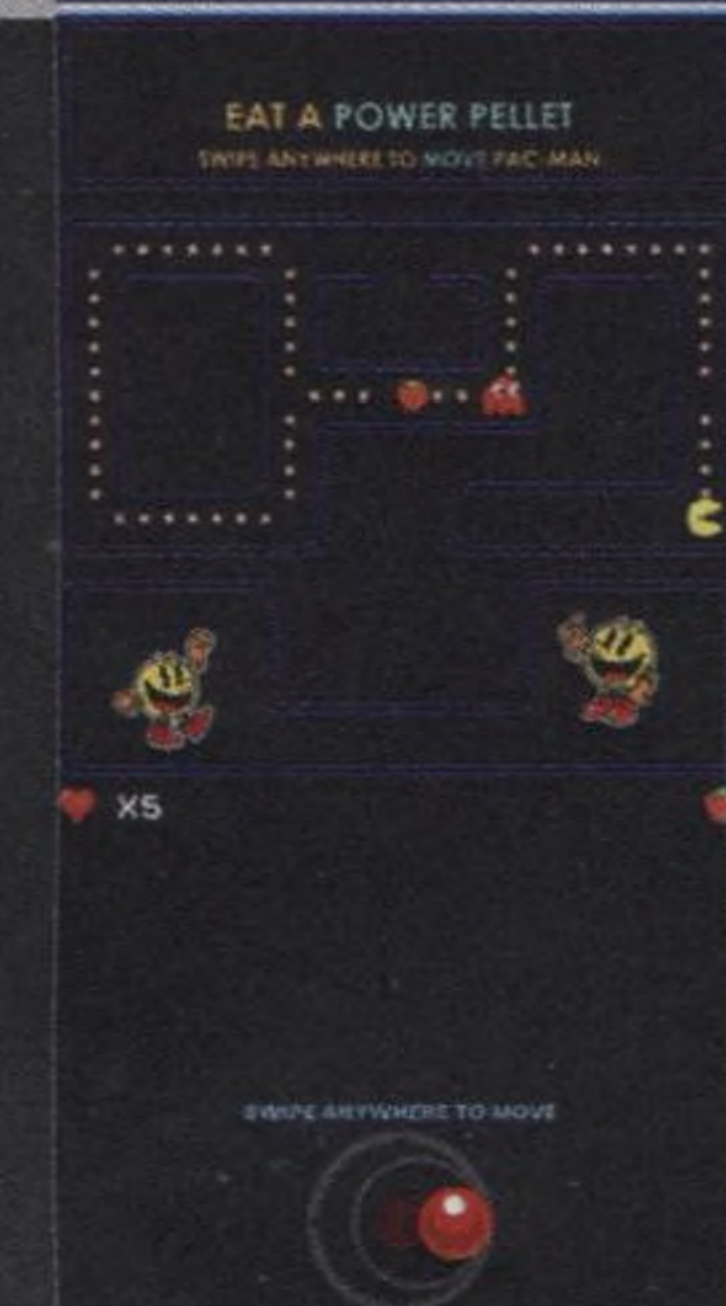 EAT A POWER PELLET
SWIPE ANYWHERE TO MOVE PAC-MAN
X5
SWIPE ANYWHERE TO MOVE